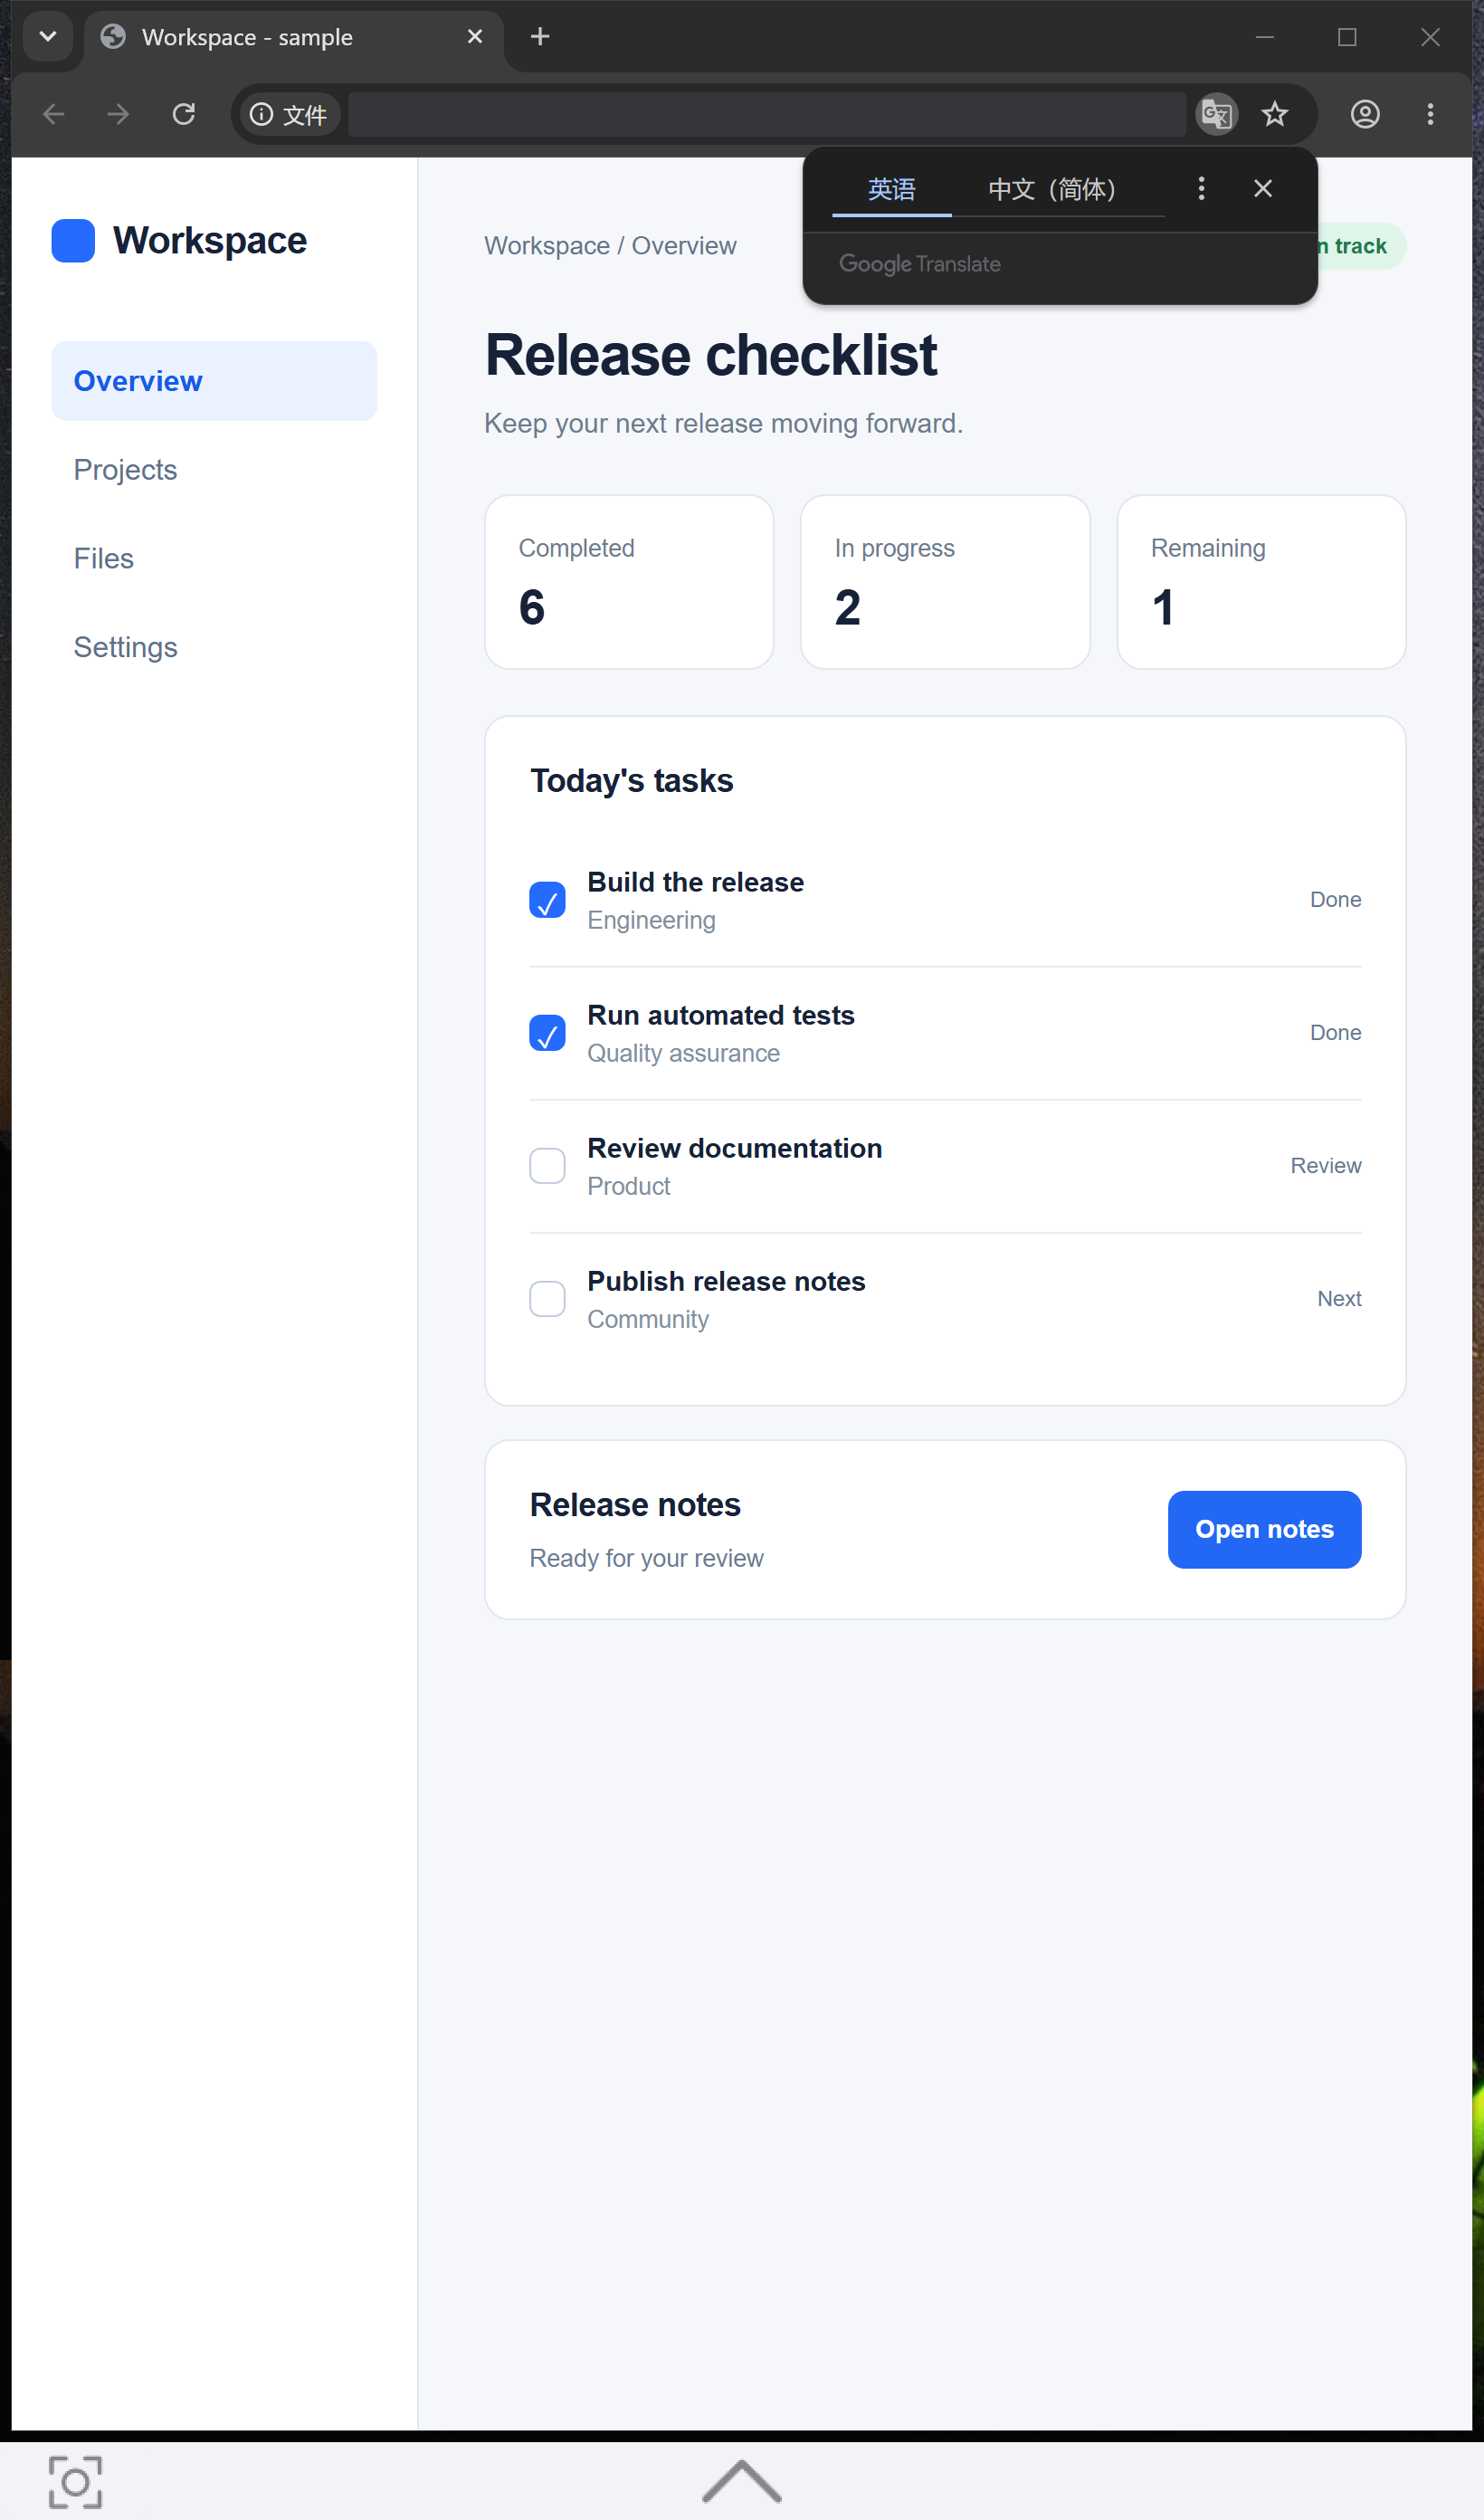 Workspace - sample
文件
英语
中文（简体）
Google Translate
Workspace
Overview
Projects
Files
Settings
Workspace / Overview
track
Release checklist
Keep your next release moving forward.
Completed
6
In progress
2
Remaining
1
Today's tasks
Build the release
Engineering
Done
Run automated tests
Quality assurance
Done
Review documentation
Product
Review
Publish release notes
Community
Next
Release notes
Ready for your review
Open notes